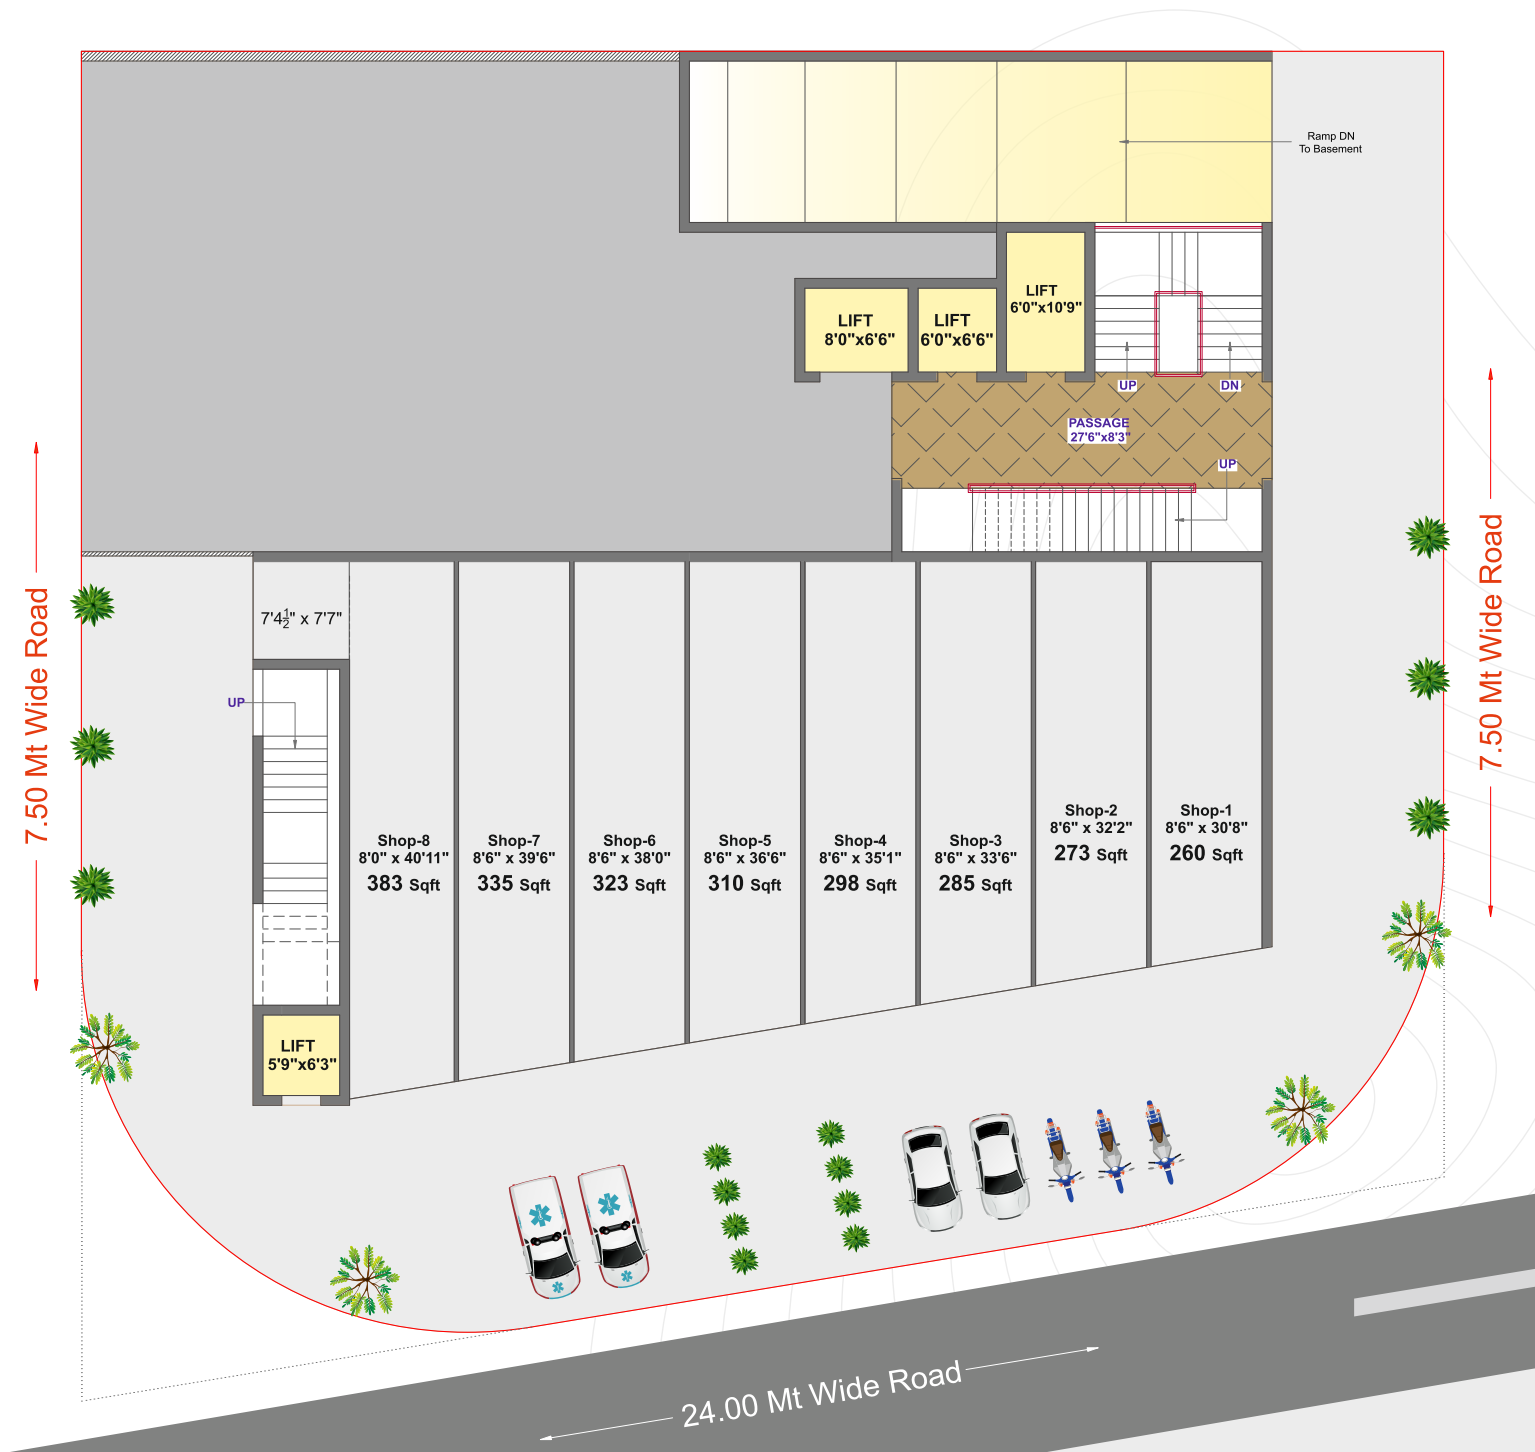 Ramp DN
To Basement
LIFT
6'0"x10'9"
LIFT
8'0"x6'6"
LIFT
6'0"x6'6"
UP
DN
PASSAGE
27'6"x8'3"
UP
7.50 Mt Wide Road
7.50 Mt Wide Road
7'4½" x 7'7"
UP
Shop-8
8'0" x 40'11"
383 Sqft
Shop-7
8'6" x 39'6"
335 Sqft
Shop-6
8'6" x 38'0"
323 Sqft
Shop-5
8'6" x 36'6"
310 Sqft
Shop-4
8'6" x 35'1"
298 Sqft
Shop-3
8'6" x 33'6"
285 Sqft
Shop-2
8'6" x 32'2"
273 Sqft
Shop-1
8'6" x 30'8"
260 Sqft
LIFT
5'9"x6'3"
24.00 Mt Wide Road